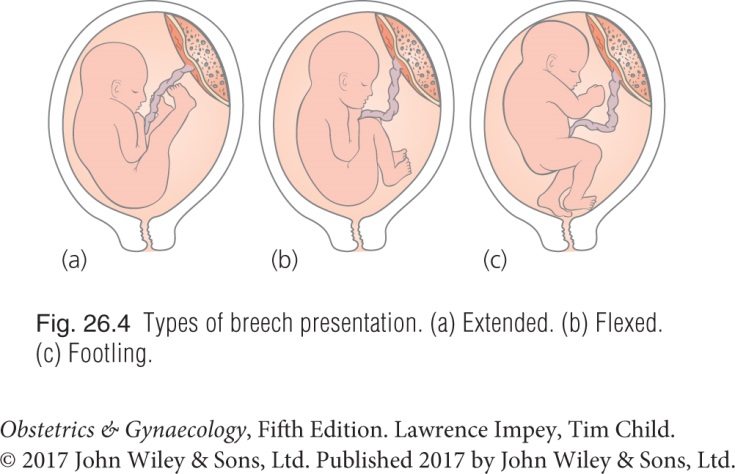 (a) (b) (c)
Fig. 26.4 Types of breech presentation. (a) Extended. (b) Flexed.
(c) Footling.
Obstetrics & Gynaecology, Fifth Edition. Lawrence Impey, Tim Child.
© 2017 John Wiley & Sons, Ltd. Published 2017 by John Wiley & Sons, Ltd.